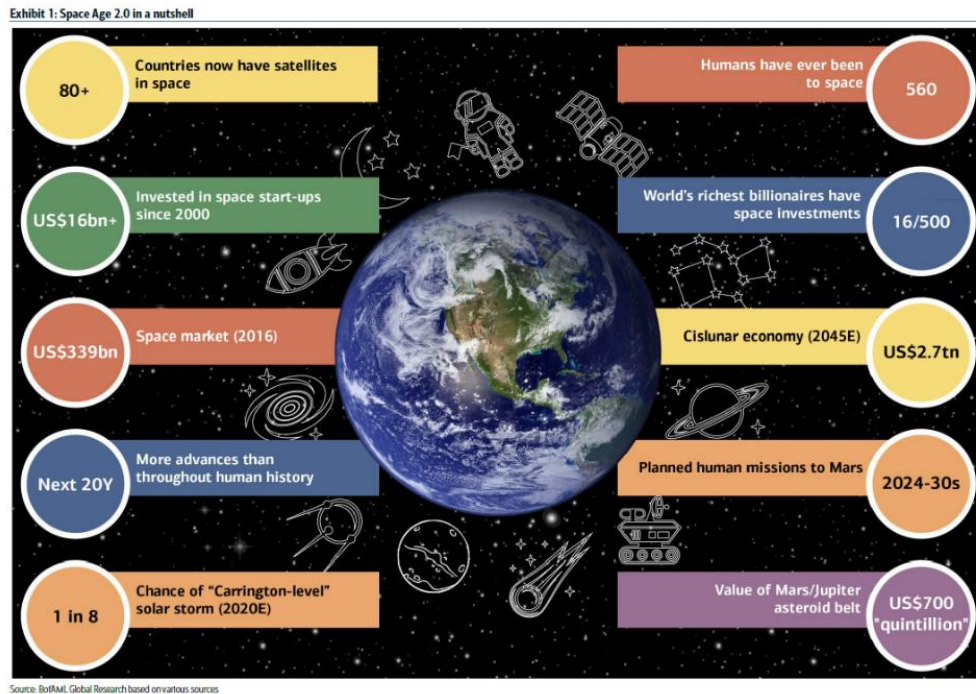 Exhibit 1: Space Age 2.0 in a nutshell
80+
Countries now have satellites
in space
Humans have ever been
to space
560
US$16bn+
Invested in space start-ups
since 2000
World's richest billionaires have
space investments
16/500
US$339bn
Space market (2016)
Cislunar economy (2045E)
US$2.7tn
Next 20Y
More advances than
throughout human history
Planned human missions to Mars
2024-30s
1 in 8
Chance of "Carrington-level"
solar storm (2020E)
Value of Mars/Jupiter
asteroid belt
US$700
"quintillion"
Source: BofAML Global Research based on various sources